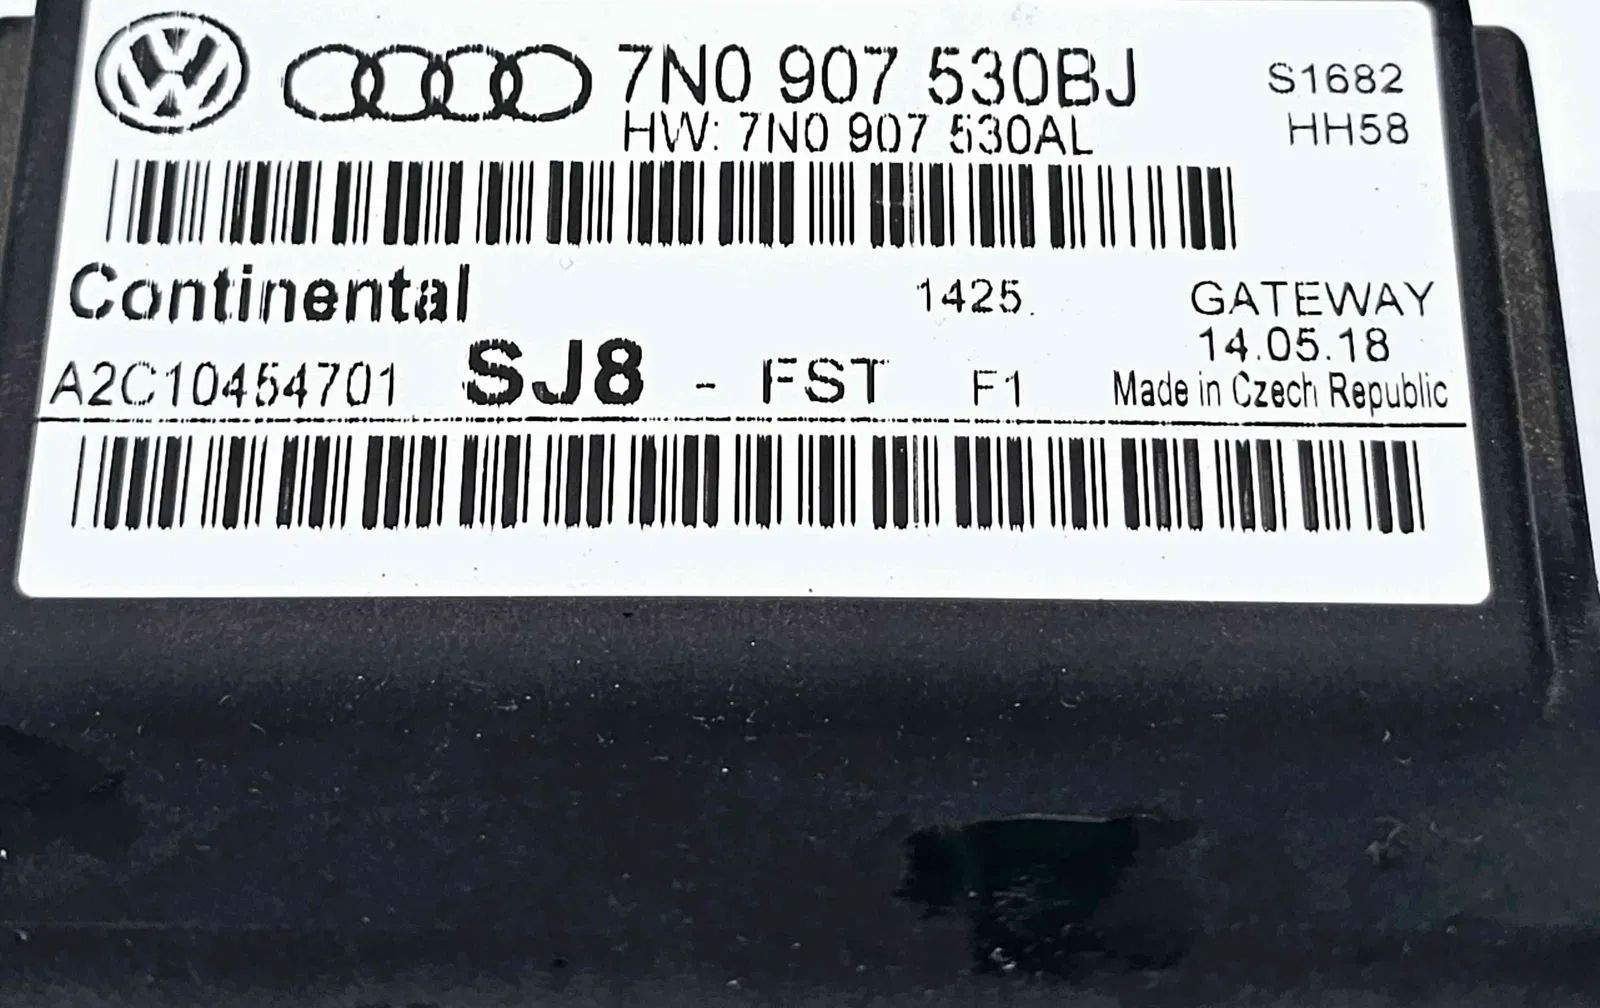 7N0 907 530BJ S1682
HW: 7N0 907 530AL HH58
Continental 1425. GATEWAY
14.05.18
A2C10454701 SJ8 - FST F1 Made in Czech Republic